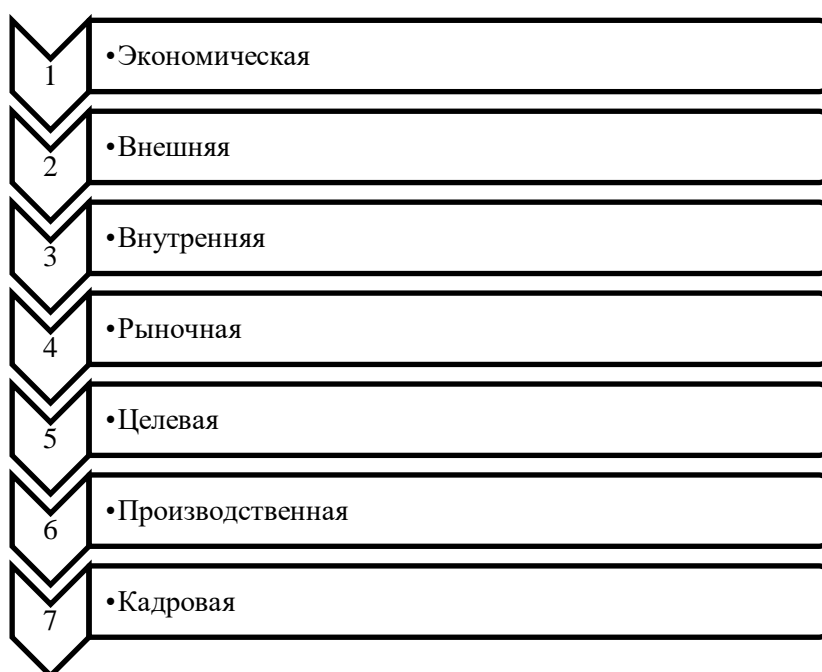 1 •Экономическая
2 •Внешняя
3 •Внутренняя
4 •Рыночная
5 •Целевая
6 •Производственная
7 •Кадровая